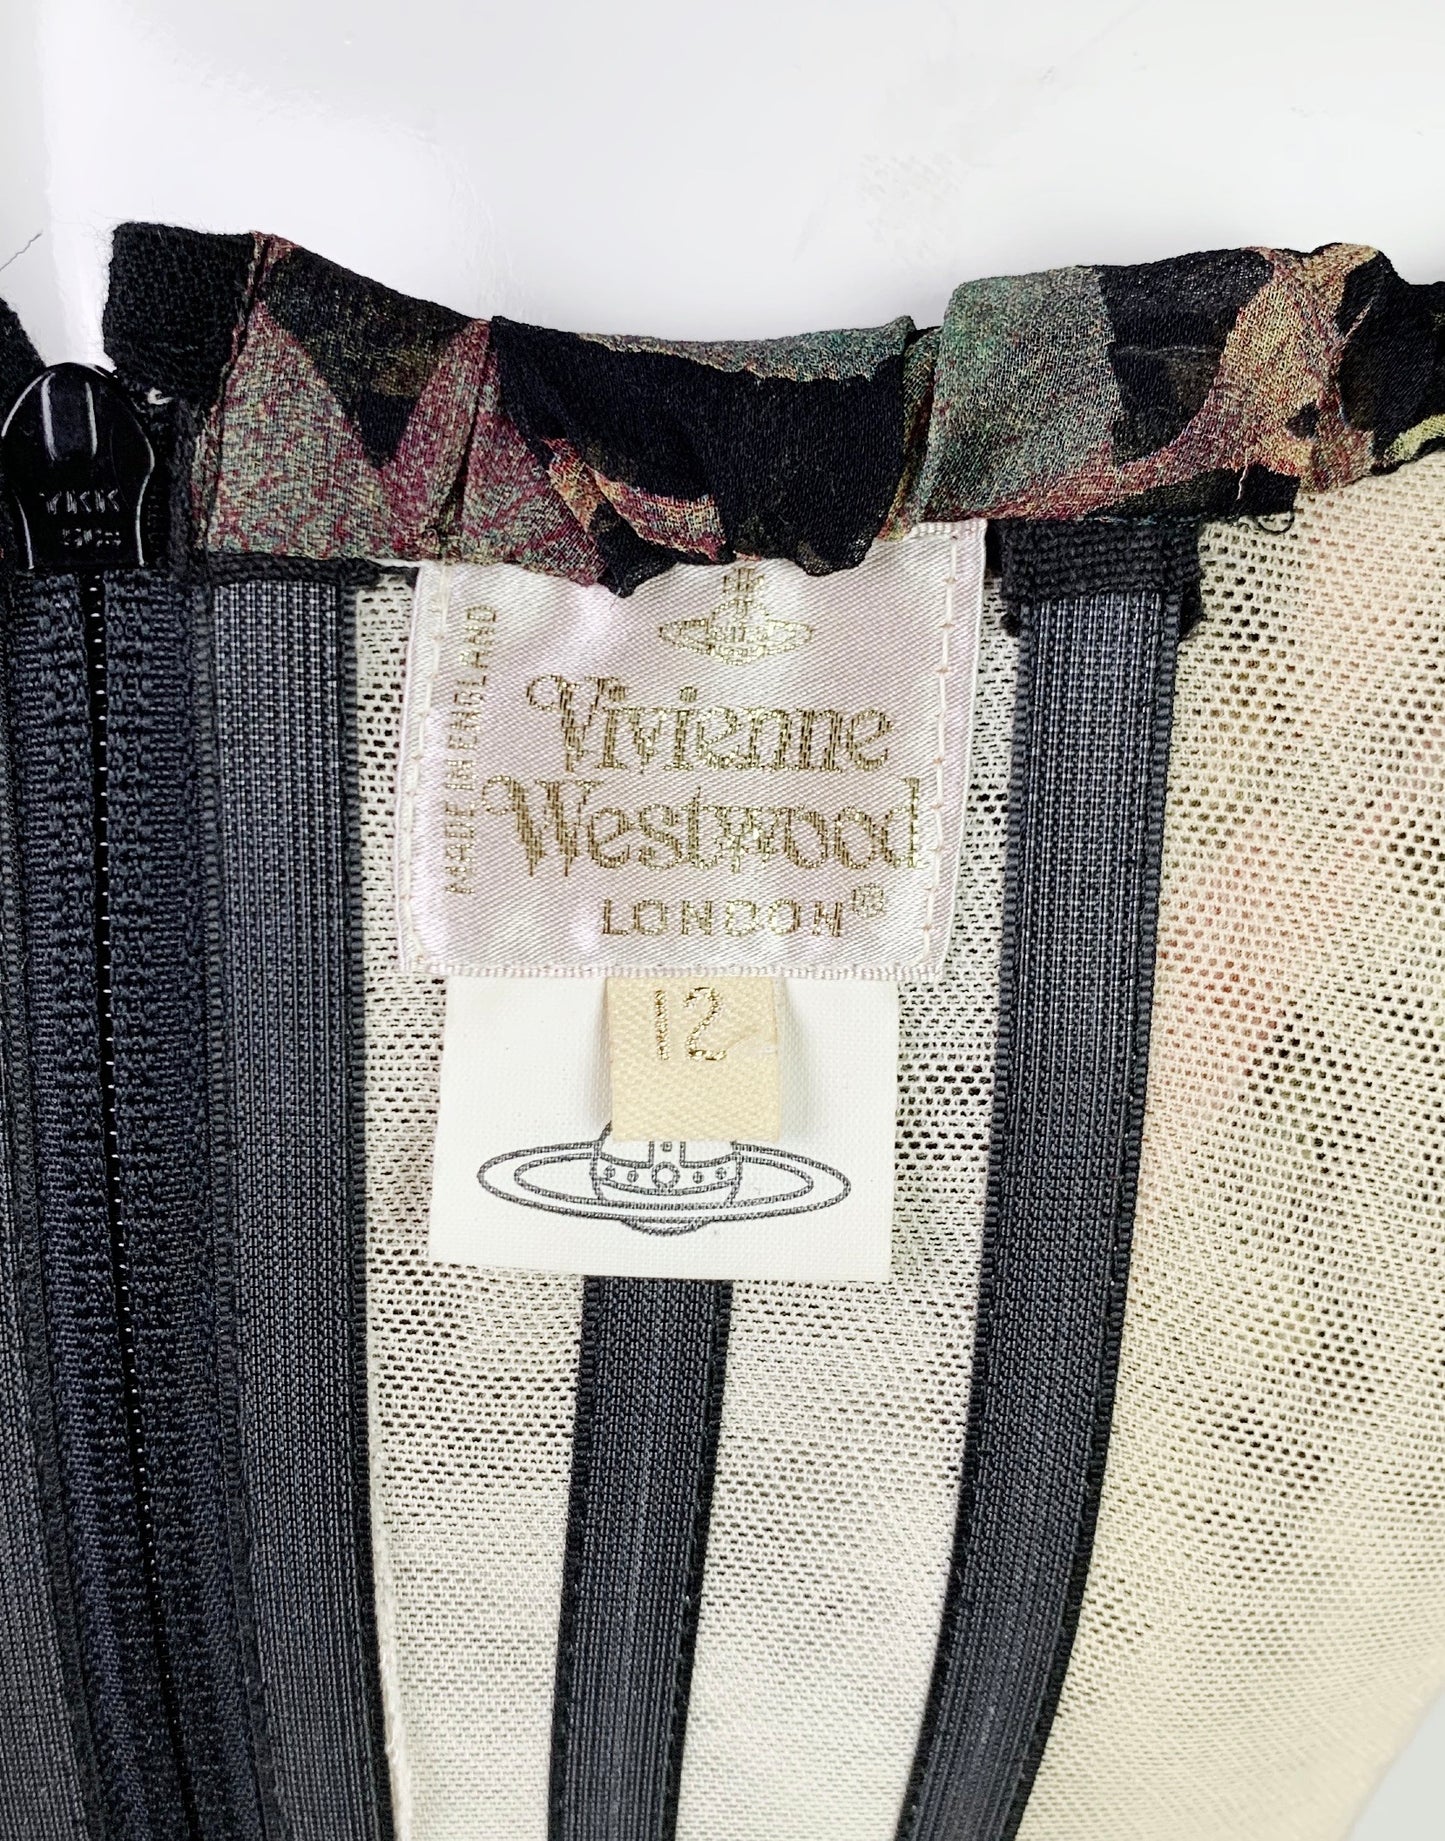 YKK
MADE IN ENGLAND
Vivienne
Westwood
LONDON
12